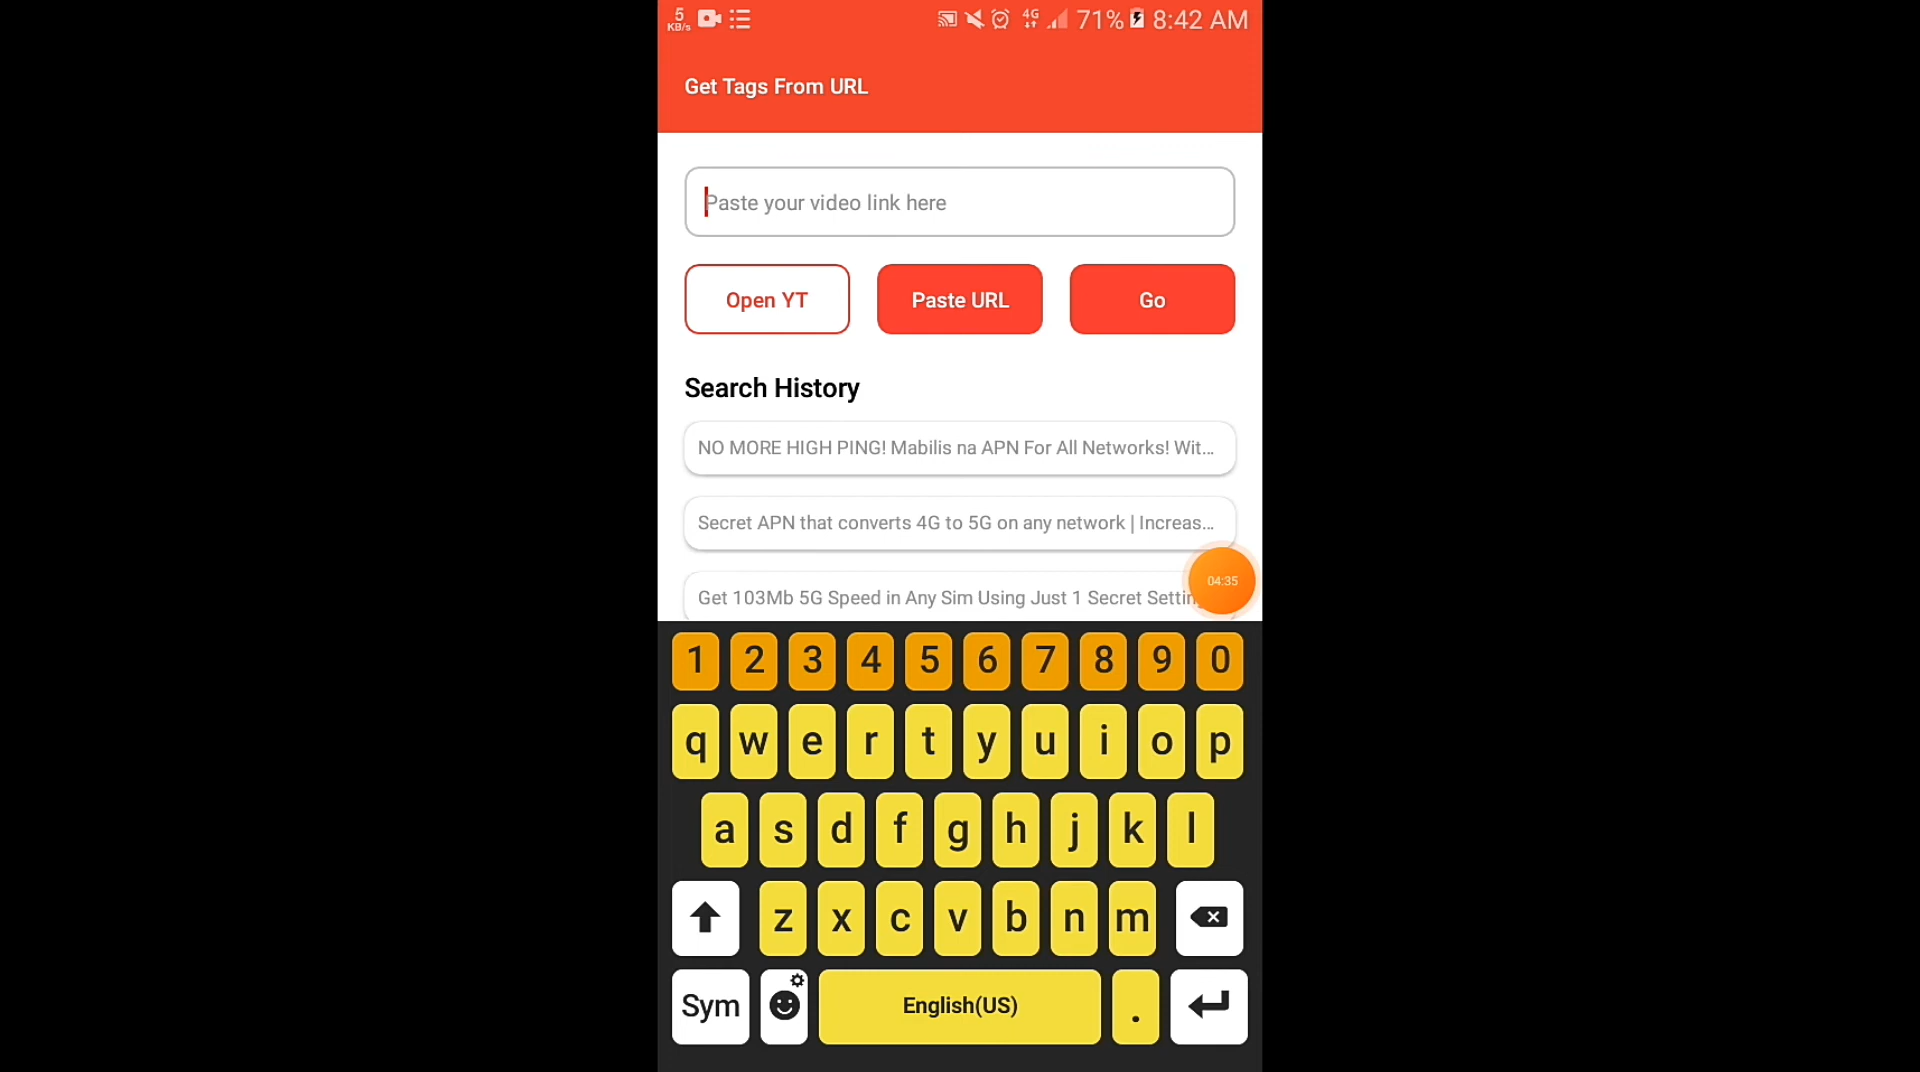 5
KB/s
4G
71%
8:42 AM
Get Tags From URL
Paste your video link here
Open YT
Paste URL
Go
Search History
NO MORE HIGH PING! Mabilis na APN For All Networks! Wit...
Secret APN that converts 4G to 5G on any network | Increas...
Get 103Mb 5G Speed in Any Sim Using Just 1 Secret
04:35
1 2 3 4 5 6 7 8 9 0
q w e r t y u i o p
a s d f g h j k l
z x c v b n m
Sym
English(US)
.